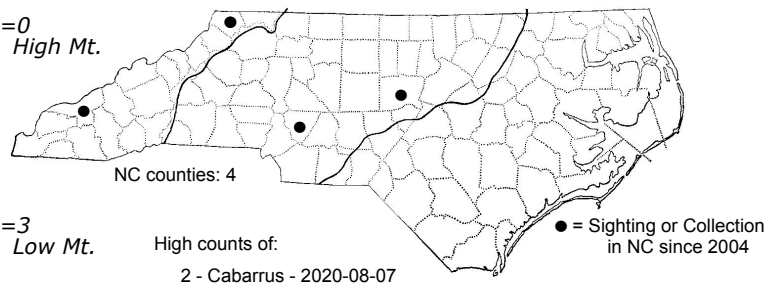 =0
High Mt.
NC counties: 4
=3
Low Mt.
High counts of:
2 - Cabarrus - 2020-08-07
● = Sighting or Collection
in NC since 2004